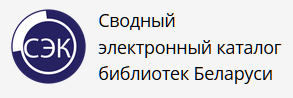 СЭК
Сводный
электронный каталог
библиотек Беларуси